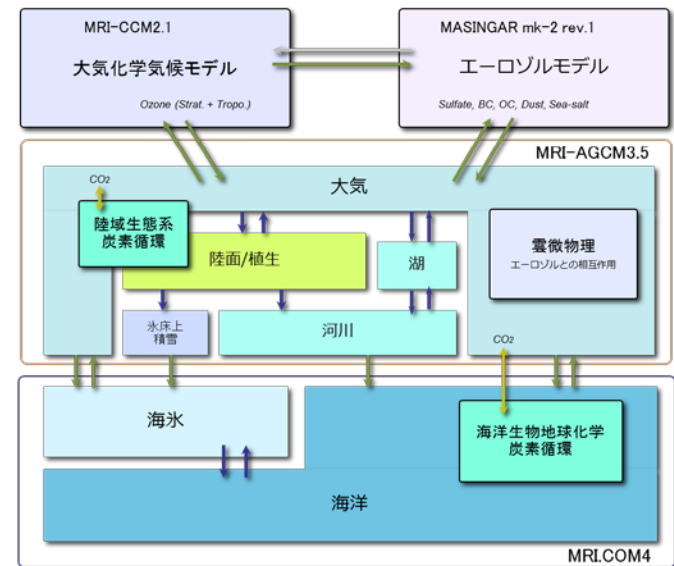 MRI-CCM2.1
大気化学気候モデル
Ozone (Strat. + Tropo.)
MASINGAR mk-2 rev.1
エーロゾルモデル
Sulfate, BC, OC, Dust, Sea-salt
MRI-AGCM3.5
大気
CO2
陸域生態系
炭素循環
陸面/植生
湖
雲微物理
エーロゾルとの相互作用
氷床上
積雪
河川
CO2
海氷
海洋生物地球化学
炭素循環
海洋
MRI.COM4